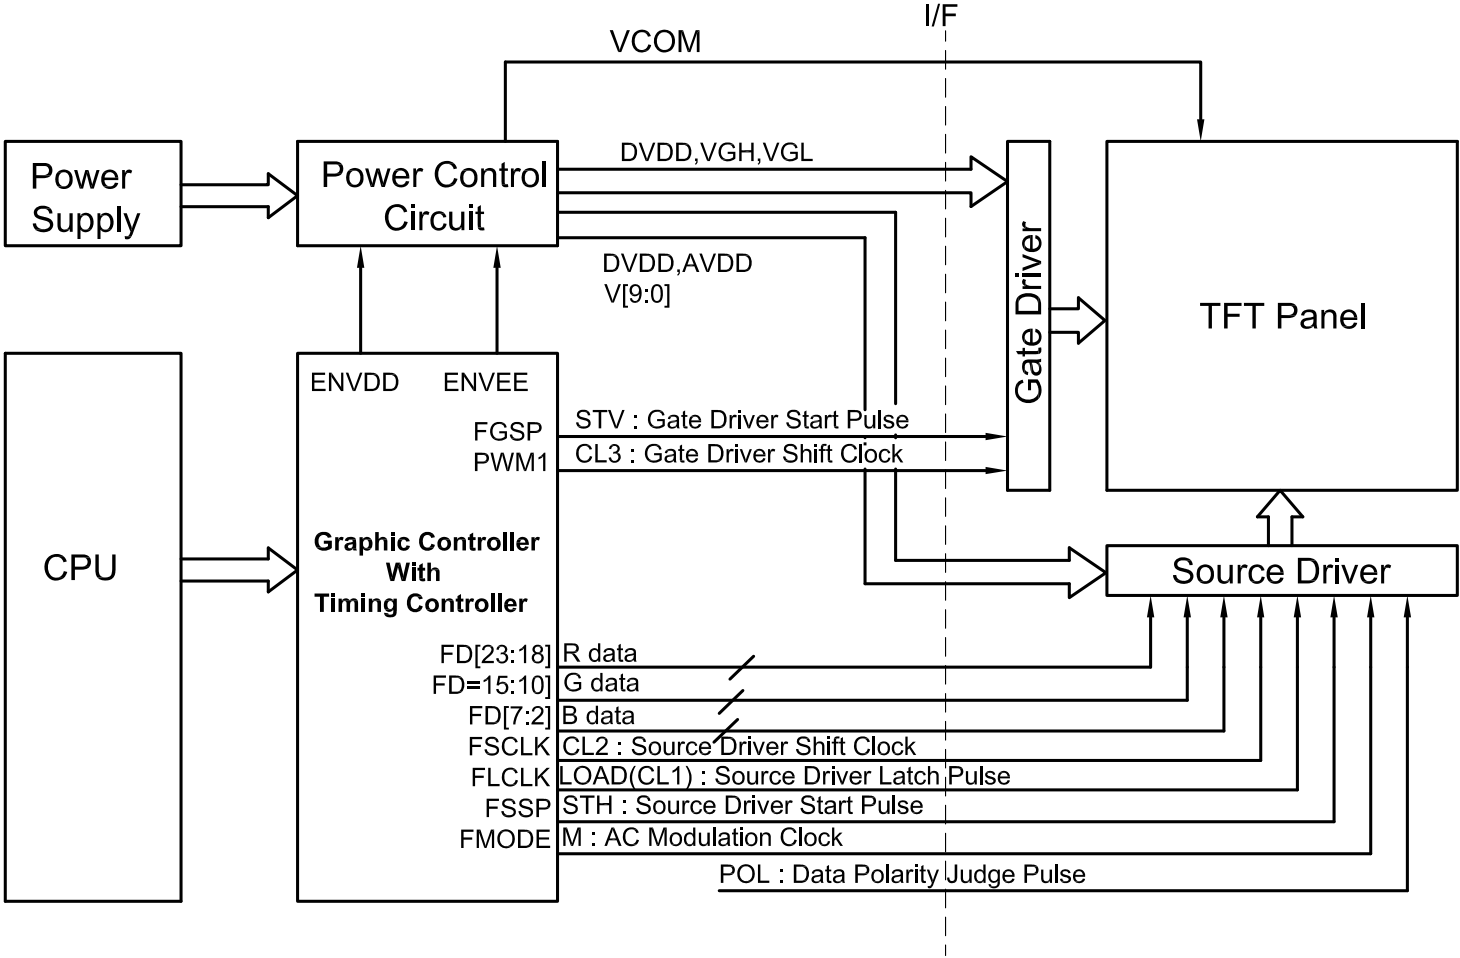 I/F
VCOM
Power
Supply
Power Control
Circuit
DVDD,VGH,VGL
DVDD,AVDD
V[9:0]
Gate Driver
TFT Panel
CPU
ENVDD
ENVEE
FGSP
STV : Gate Driver Start Pulse
PWM1
CL3 : Gate Driver Shift Clock
Graphic Controller
With
Timing Controller
Source Driver
FD[23:18]
R data
FD=15:10]
G data
FD[7:2]
B data
FSCLK
CL2 : Source Driver Shift Clock
FLCLK
LOAD(CL1) : Source Driver Latch Pulse
FSSP
STH : Source Driver Start Pulse
FMODE
M : AC Modulation Clock
POL : Data Polarity Judge Pulse